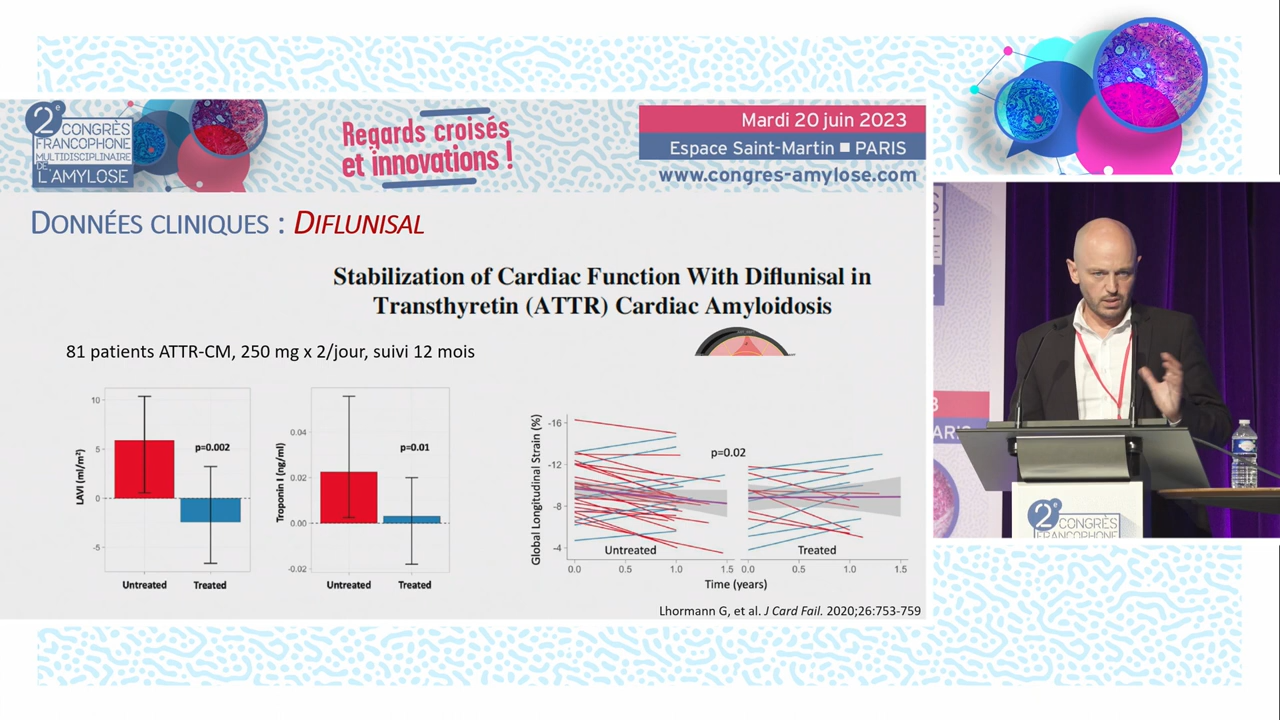 2e CONGRÈS
FRANCOPHONE
MULTIDISCIPLINAIRE
DE
L'AMYLOSE
Regards croisés
et innovations !
Mardi 20 juin 2023
Espace Saint-Martin ■ PARIS
www.congres-amylose.com
DONNÉES CLINIQUES : DIFLUNISAL
Stabilization of Cardiac Function With Diflunisal in
Transthyretin (ATTR) Cardiac Amyloidosis
81 patients ATTR-CM, 250 mg x 2/jour, suivi 12 mois
LAVI (ml/m²)
10
5
0
-5
p=0.002
Untreated Treated
Troponin I (ng/ml)
0.04
0.02
0.00
-0.02
p=0.01
Untreated Treated
Global Longitudinal Strain (%)
-16
-12
-8
-4
p=0.02
Untreated Treated
0.0 0.5 1.0 1.5 0.0 0.5 1.0 1.5
Time (years)
Lhormann G, et al. J Card Fail. 2020;26:753-759
ARIS
2e CONGRÈS
FRANCOPHONE